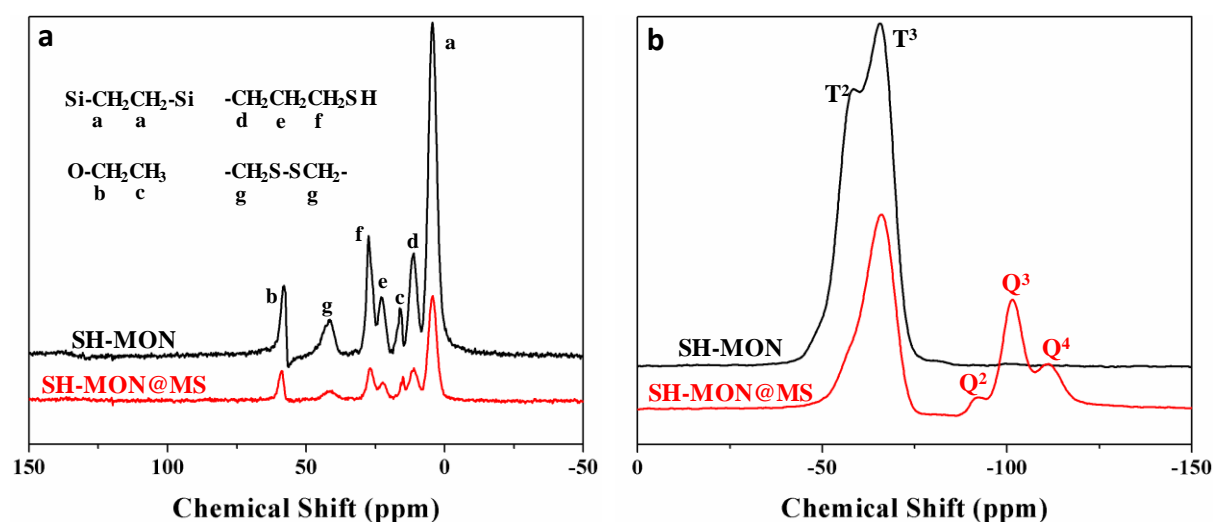 a
a
Si-CH₂CH₂-Si
-CH₂CH₂CH₂SH
a a
d e f
O-CH₂CH₃
-CH₂S-SCH₂-
b c
g g
b
g
f
e
c
d
SH-MON
SH-MON@MS
150 100 50 0 -50
Chemical Shift (ppm)
b
T³
T²
SH-MON
Q³
Q⁴
Q²
SH-MON@MS
0 -50 -100 -150
Chemical Shift (ppm)